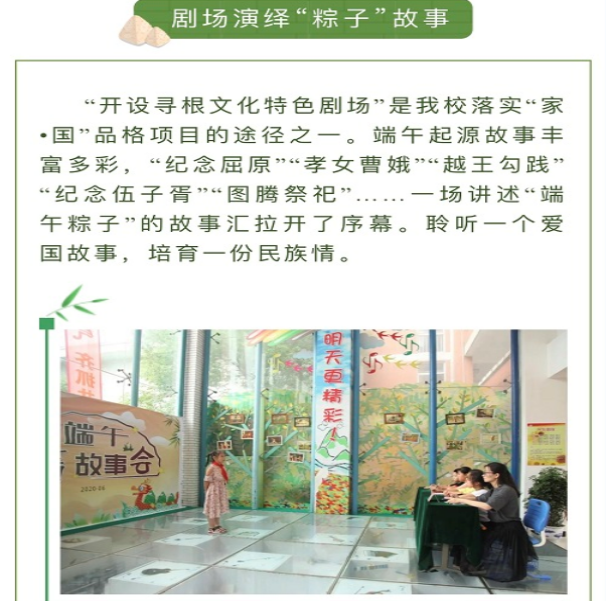 剧场演绎“粽子”故事
“开设寻根文化特色剧场”是我校落实“家
•国”品格项目的途径之一。端午起源故事丰
富多彩，“纪念屈原”“孝女曹娥”“越王勾践”
“纪念伍子胥”“图腾祭祀”……一场讲述“端
午粽子”的故事汇拉开了序幕。聆听一个爱
国故事，培育一份民族情。
明天更精彩！
端午
故事会
2020·06